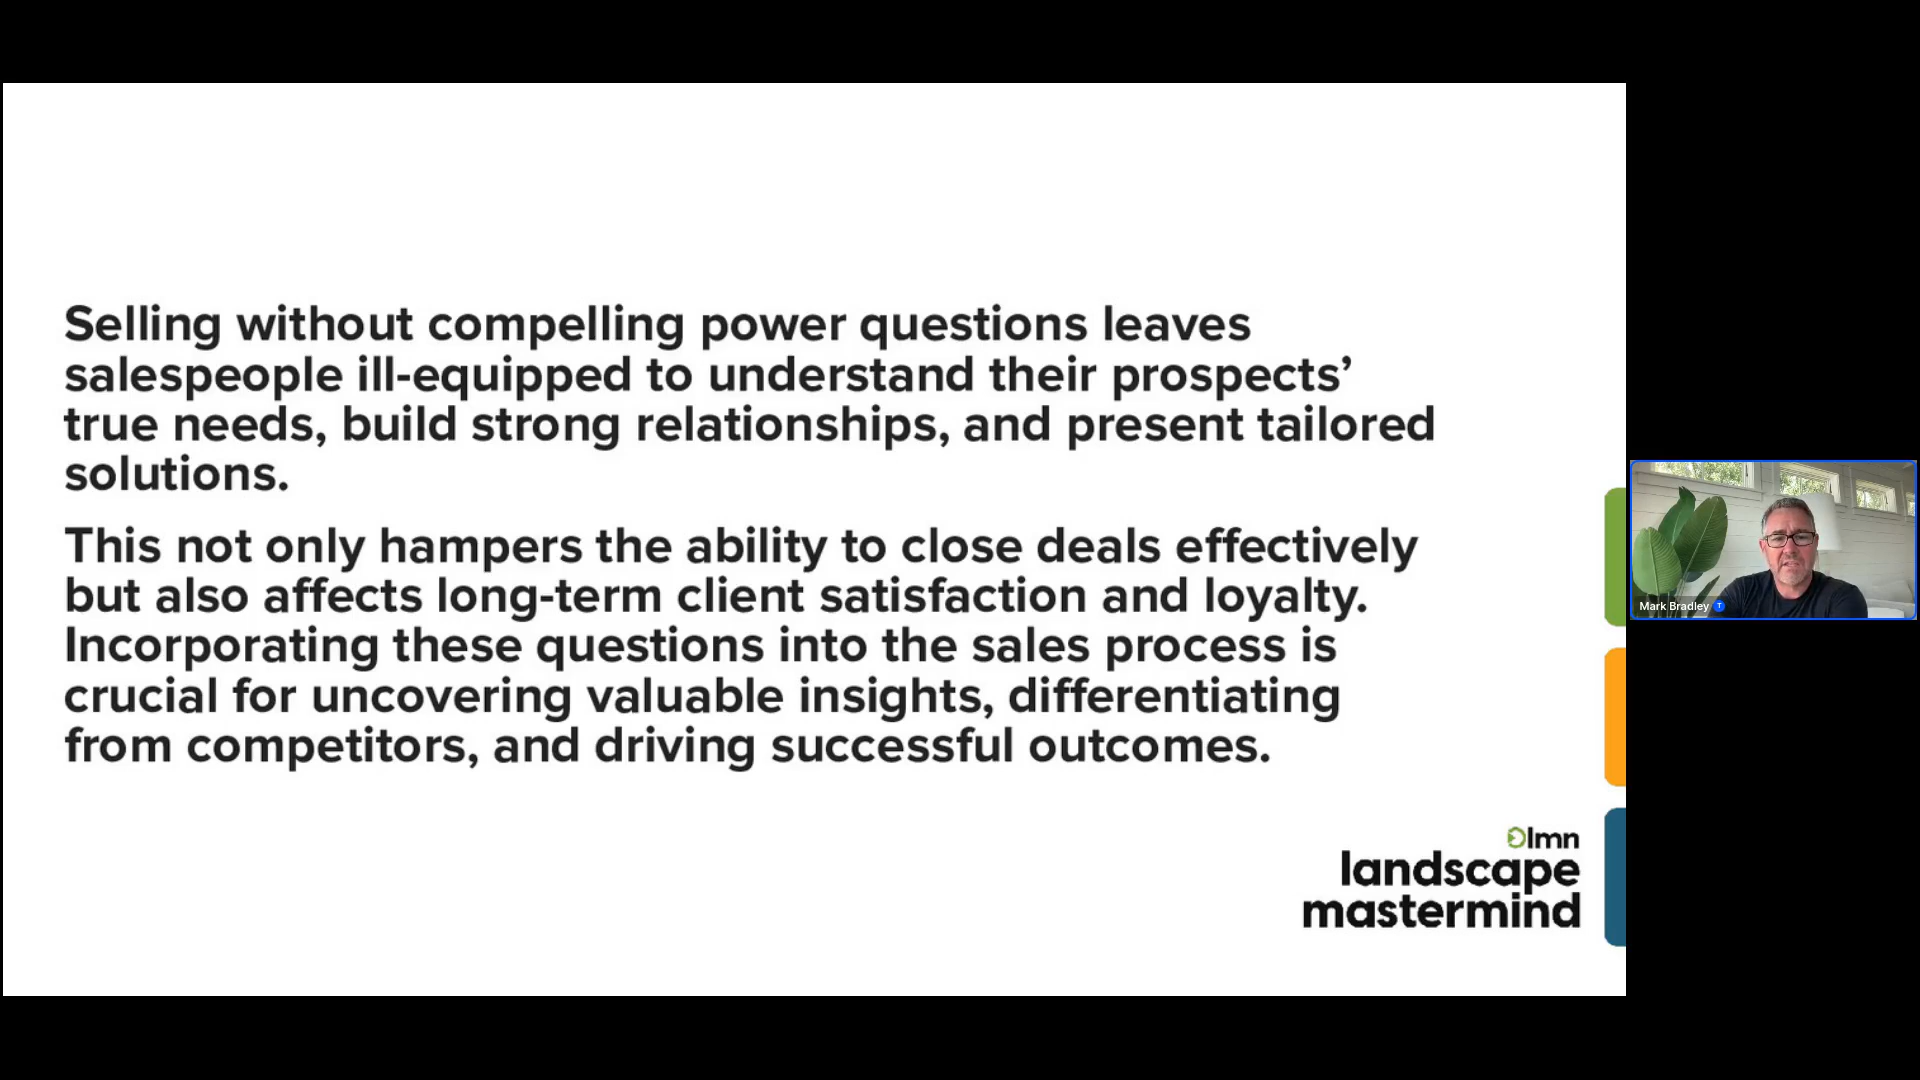 Selling without compelling power questions leaves
salespeople ill-equipped to understand their prospects’
true needs, build strong relationships, and present tailored
solutions.
This not only hampers the ability to close deals effectively
but also affects long-term client satisfaction and loyalty.
Incorporating these questions into the sales process is
crucial for uncovering valuable insights, differentiating
from competitors, and driving successful outcomes.
lmn
landscape
mastermind
Mark Bradley T